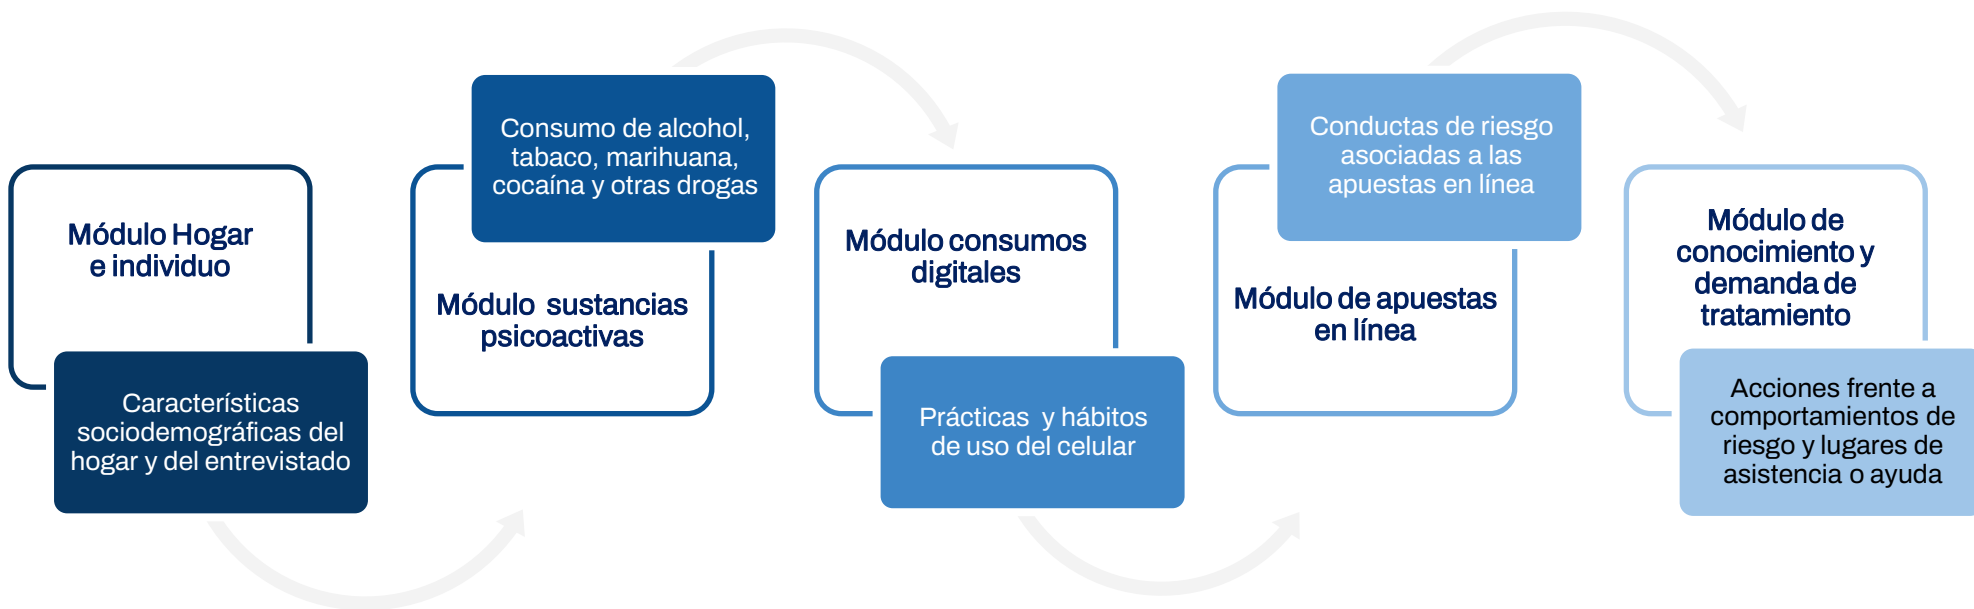 Módulo Hogar
e individuo
Características
sociodemográficas del
hogar y del entrevistado
Consumo de alcohol,
tabaco, marihuana,
cocaína y otras drogas
Módulo sustancias
psicoactivas
Módulo consumos
digitales
Prácticas y hábitos
de uso del celular
Conductas de riesgo
asociadas a las
apuestas en línea
Módulo de apuestas
en línea
Módulo de
conocimiento y
demanda de
tratamiento
Acciones frente a
comportamientos de
riesgo y lugares de
asistencia o ayuda